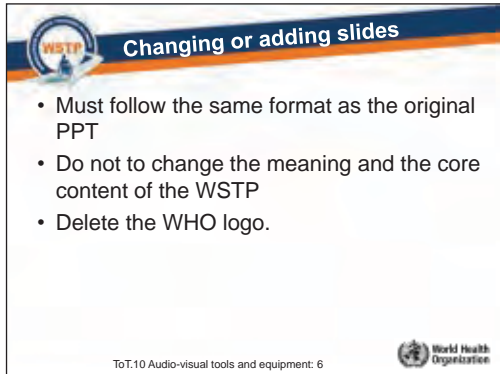 WSTP
Changing or adding slides
• Must follow the same format as the original
PPT
• Do not to change the meaning and the core
content of the WSTP
• Delete the WHO logo.
ToT.10 Audio-visual tools and equipment: 6
World Health
Organization